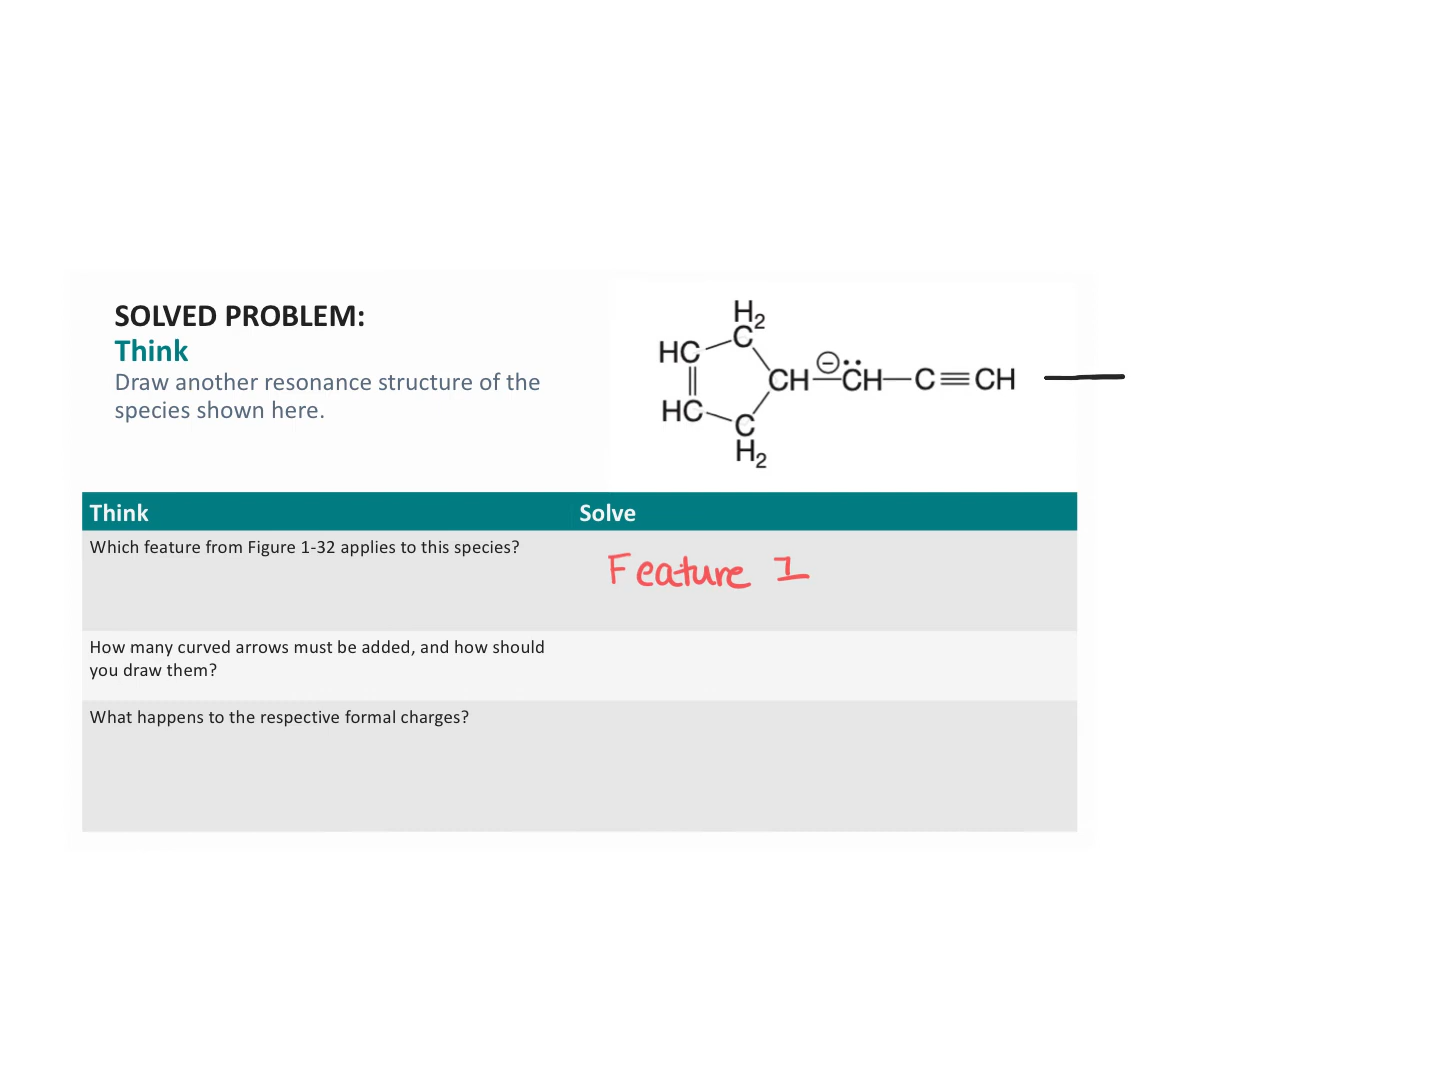 SOLVED PROBLEM:
Think
Draw another resonance structure of the
species shown here.
H2
HC C
CH—⊖C̈H—C≡CH
HC C
H2
Think Solve
Which feature from Figure 1-32 applies to this species?
Feature 1
How many curved arrows must be added, and how should
you draw them?
What happens to the respective formal charges?